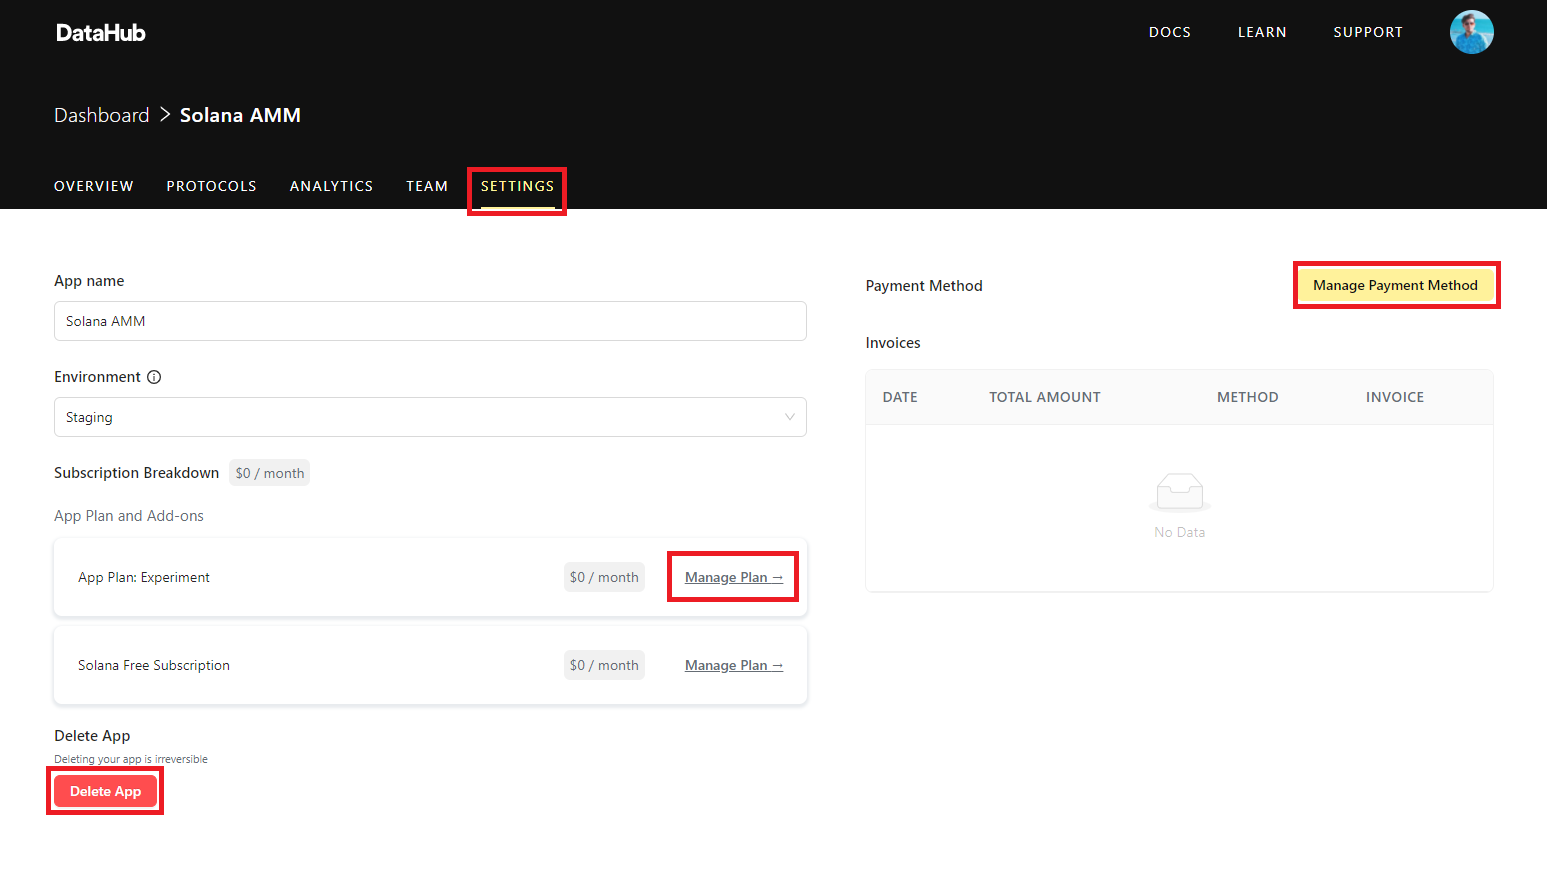 DataHub
DOCS LEARN SUPPORT
Dashboard > Solana AMM
OVERVIEW PROTOCOLS ANALYTICS TEAM SETTINGS
App name
Solana AMM
Environment
Staging
Subscription Breakdown $0 / month
App Plan and Add-ons
App Plan: Experiment $0 / month Manage Plan →
Solana Free Subscription $0 / month Manage Plan →
Delete App
Deleting your app is irreversible
Delete App
Payment Method Manage Payment Method
Invoices
DATE TOTAL AMOUNT METHOD INVOICE
No Data